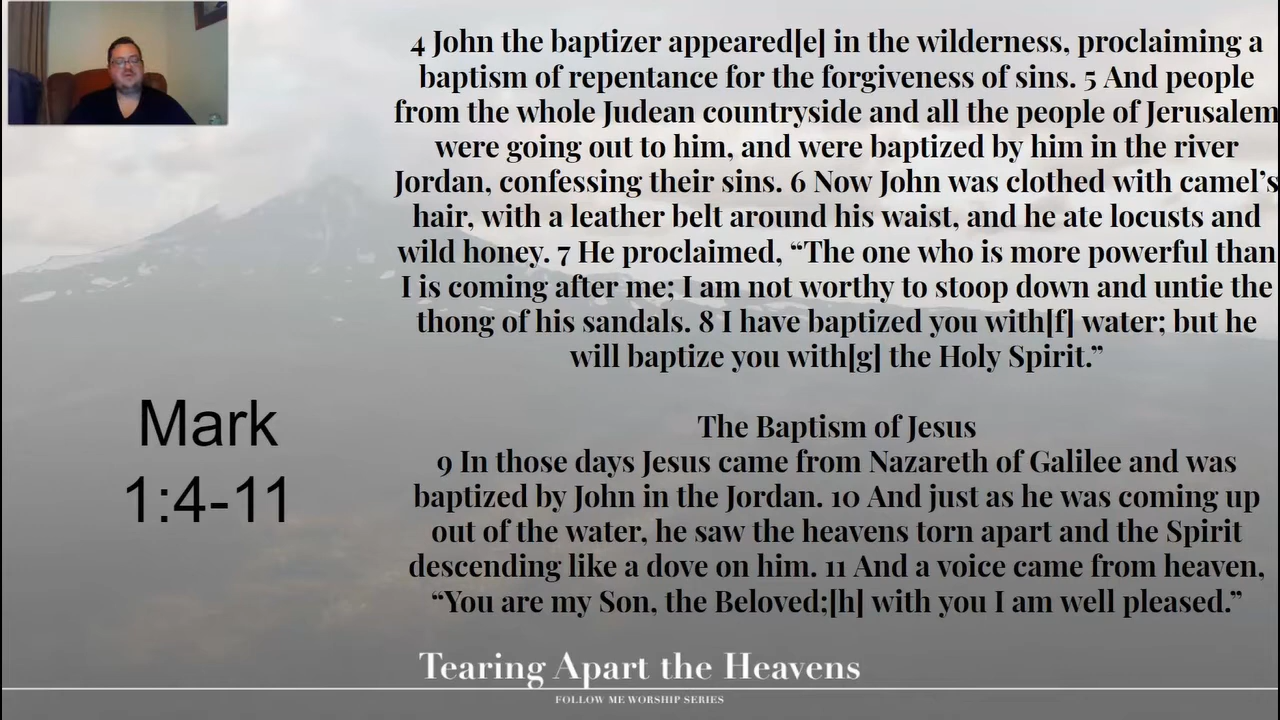 4 John the baptizer appeared[e] in the wilderness, proclaiming a
baptism of repentance for the forgiveness of sins. 5 And people
from the whole Judean countryside and all the people of Jerusalem
were going out to him, and were baptized by him in the river
Jordan, confessing their sins. 6 Now John was clothed with camel’s
hair, with a leather belt around his waist, and he ate locusts and
wild honey. 7 He proclaimed, “The one who is more powerful than
I is coming after me; I am not worthy to stoop down and untie the
thong of his sandals. 8 I have baptized you with[f] water; but he
will baptize you with[g] the Holy Spirit.”
Mark
1:4-11
The Baptism of Jesus
9 In those days Jesus came from Nazareth of Galilee and was
baptized by John in the Jordan. 10 And just as he was coming up
out of the water, he saw the heavens torn apart and the Spirit
descending like a dove on him. 11 And a voice came from heaven,
“You are my Son, the Beloved;[h] with you I am well pleased.”
Tearing Apart the Heavens
FOLLOW ME WORSHIP SERIES